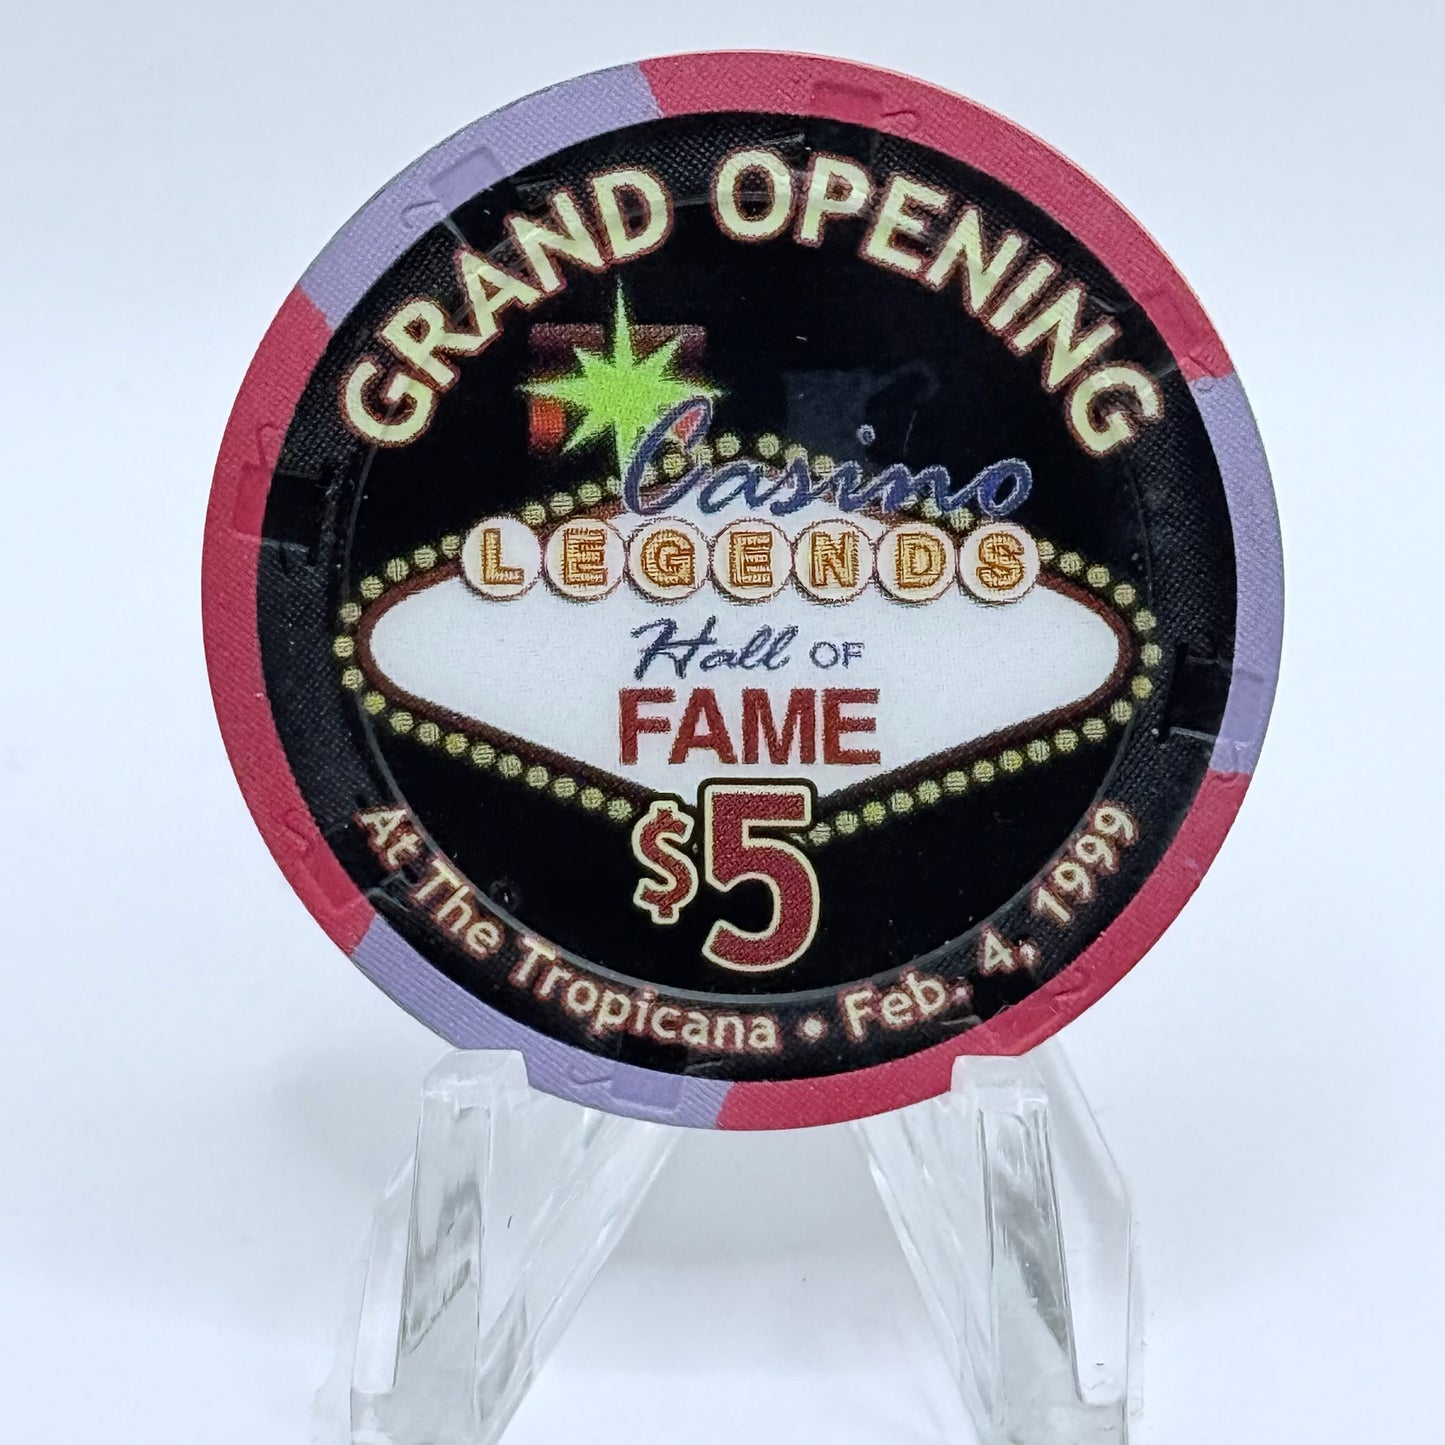 GRAND OPENING
Casino
LEGENDS
Hall OF
FAME
$5
At The Tropicana • Feb. 4, 1999